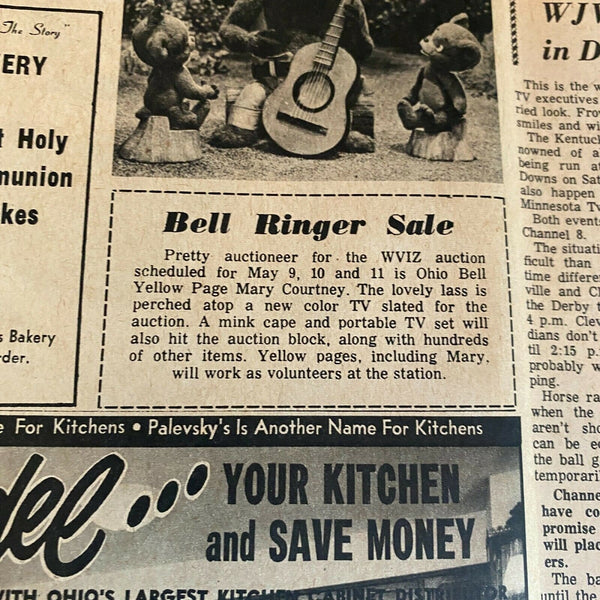 The Story"
ERY
Holy
munion
kes
s Bakery
rder.
Bell Ringer Sale
Pretty auctioneer for the WVIZ auction
scheduled for May 9, 10 and 11 is Ohio Bell
Yellow Page Mary Courtney. The lovely lass is
perched atop a new color TV slated for the
auction. A mink cape and portable TV set will
also hit the auction block, along with hundreds
of other items. Yellow pages, including Mary,
will work as volunteers at the station.
e For Kitchens • Palevsky's Is Another Name For Kitchens
del...
YOUR KITCHEN
and SAVE MONEY
WITH OHIO'S LARGEST KITCHEN CABINET DISTRIBUTOR
WJW
in D
This is the w
TV executives
ried look. Frow
smiles and wi
The Kentuck
nowned of a
being run at
Downs on Sat
also happen
Minnesota Tw
Both events
Channel 8.
The situati
ficult than
time differe
ville and Cl
the Derby t
4 p.m. Clev
dians don't
til 2:15 p.
probably w
ping.
Horse ra
when the
aren't sho
can be e
the ball g
temporaril
Channe
have co
promise
will plac
ers.
The ba
until the